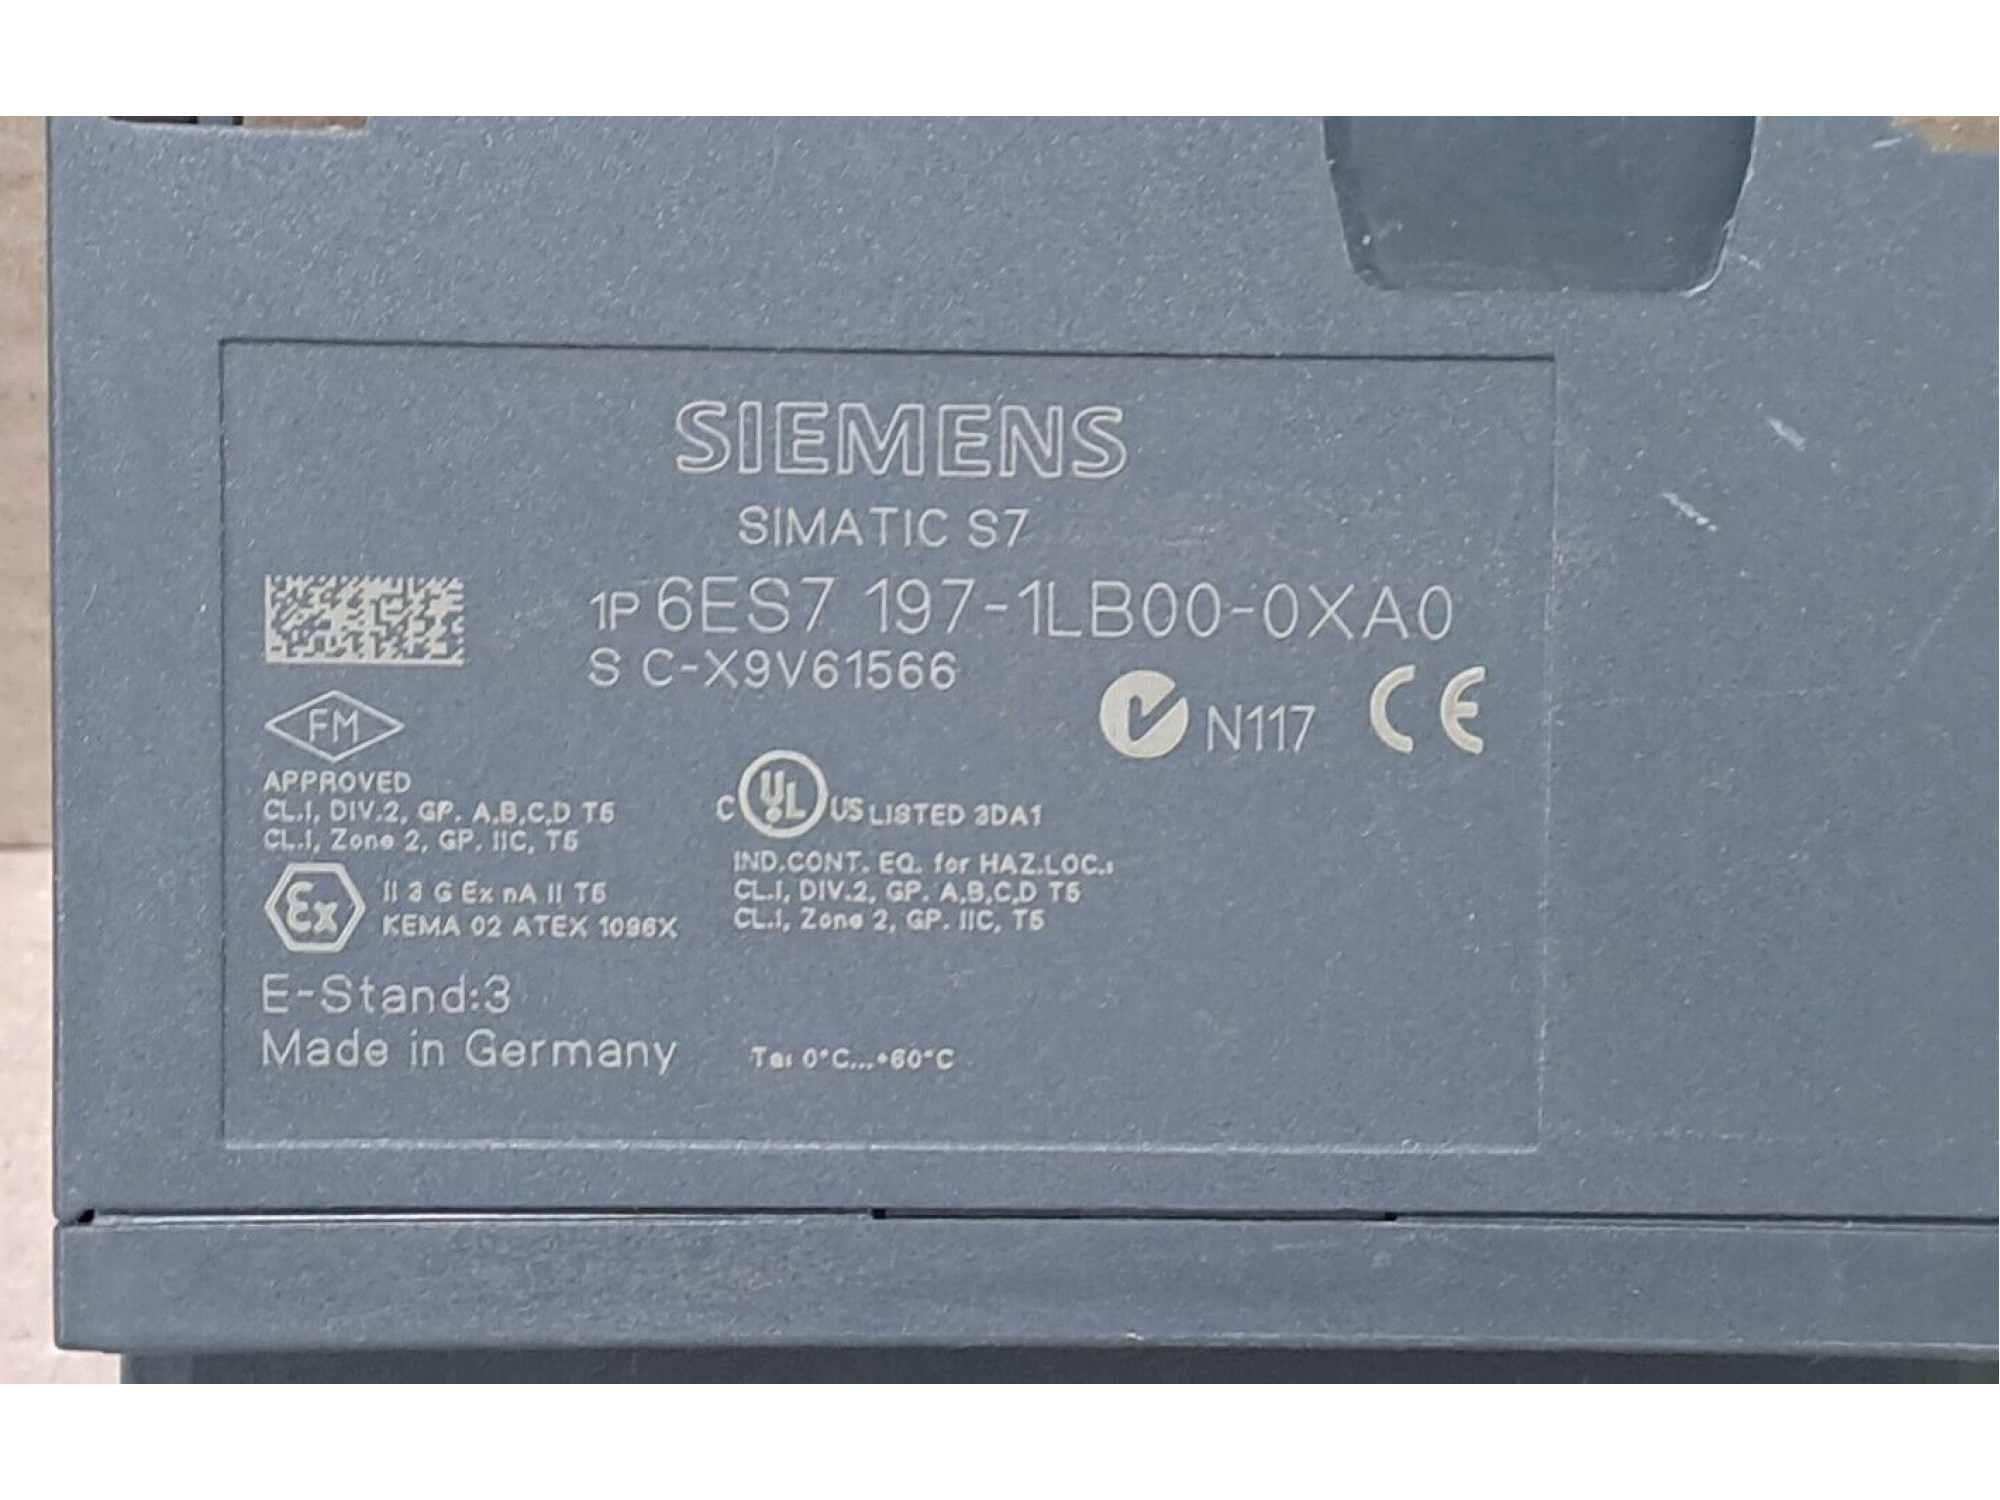 SIEMENS
SIMATIC S7
1P 6ES7 197-1LB00-0XA0
S C-X9V61566
N117 CE
FM
APPROVED
CL.I, DIV.2, GP. A,B,C,D T5
CL.I, Zone 2, GP. IIC, T5
C UL US LISTED 3DA1
IND.CONT. EQ. for HAZ.LOC.:
CL.I, DIV.2, GP. A,B,C,D T5
CL.I, Zone 2, GP. IIC, T5
Ex II 3 G Ex nA II T5
KEMA 02 ATEX 1096X
E-Stand:3
Made in Germany
Ta: 0°C...+60°C